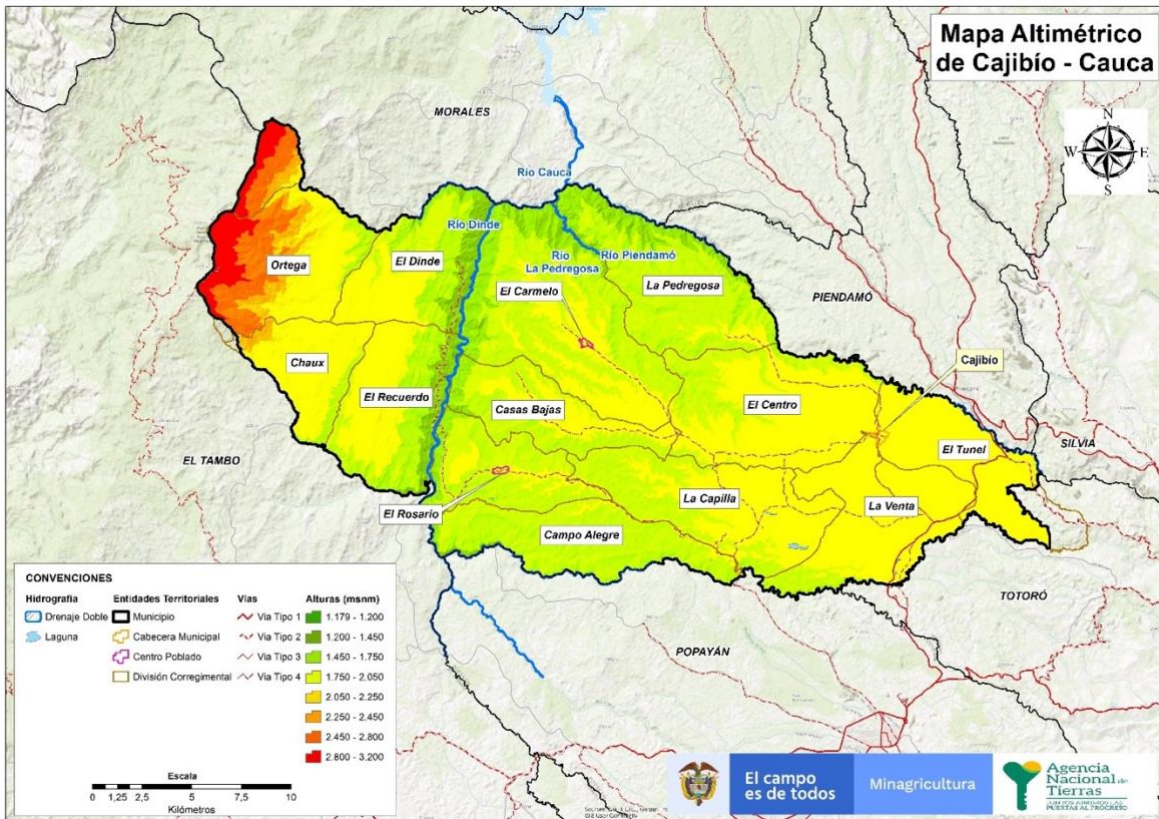 Mapa Altimétrico
de Cajibío - Cauca
N
W
E
S
MORALES
Río Cauca
Río Dinde
Ortega
El Dinde
Río
La Pedregosa
Río Piendamó
El Carmelo
La Pedregosa
PIENDAMÓ
Chaux
El Recuerdo
Casas Bajas
El Centro
Cajibío
SILVIA
EL TAMBO
El Tunel
El Rosario
La Capilla
La Venta
Campo Alegre
TOTORÓ
POPAYÁN
CONVENCIONES
Hidrografía
Drenaje Doble
Laguna
Entidades Territoriales
Municipio
Cabecera Municipal
Centro Poblado
División Corregimental
Vías
Via Tipo 1
Via Tipo 2
Via Tipo 3
Via Tipo 4
Alturas (msnm)
1.179 - 1.200
1.200 - 1.450
1.450 - 1.750
1.750 - 2.050
2.050 - 2.250
2.250 - 2.450
2.450 - 2.800
2.800 - 3.200
Escala
0 1,25 2,5 5 7,5 10
Kilómetros
El campo
es de todos
Minagricultura
Agencia
Nacional de
Tierras